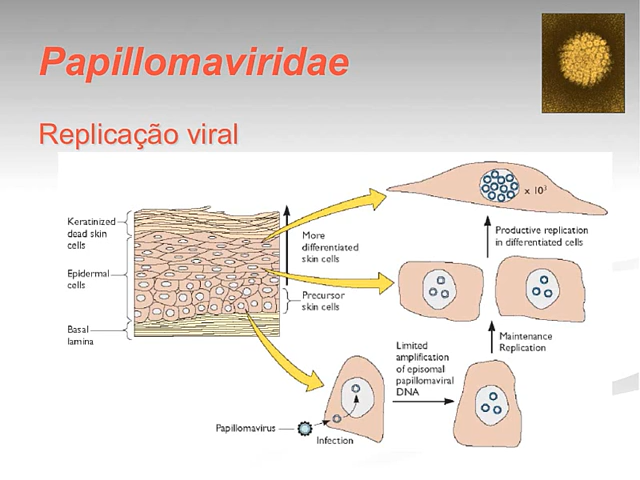 Papillomaviridae
Replicação viral
Keratinized
dead skin
cells
Epidermal
cells
Basal
lamina
More
differentiated
skin cells
Precursor
skin cells
x 10³
Productive replication
in differentiated cells
Maintenance
Replication
Limited
amplification
of episomal
papillomaviral
DNA
Papillomavirus
Infection